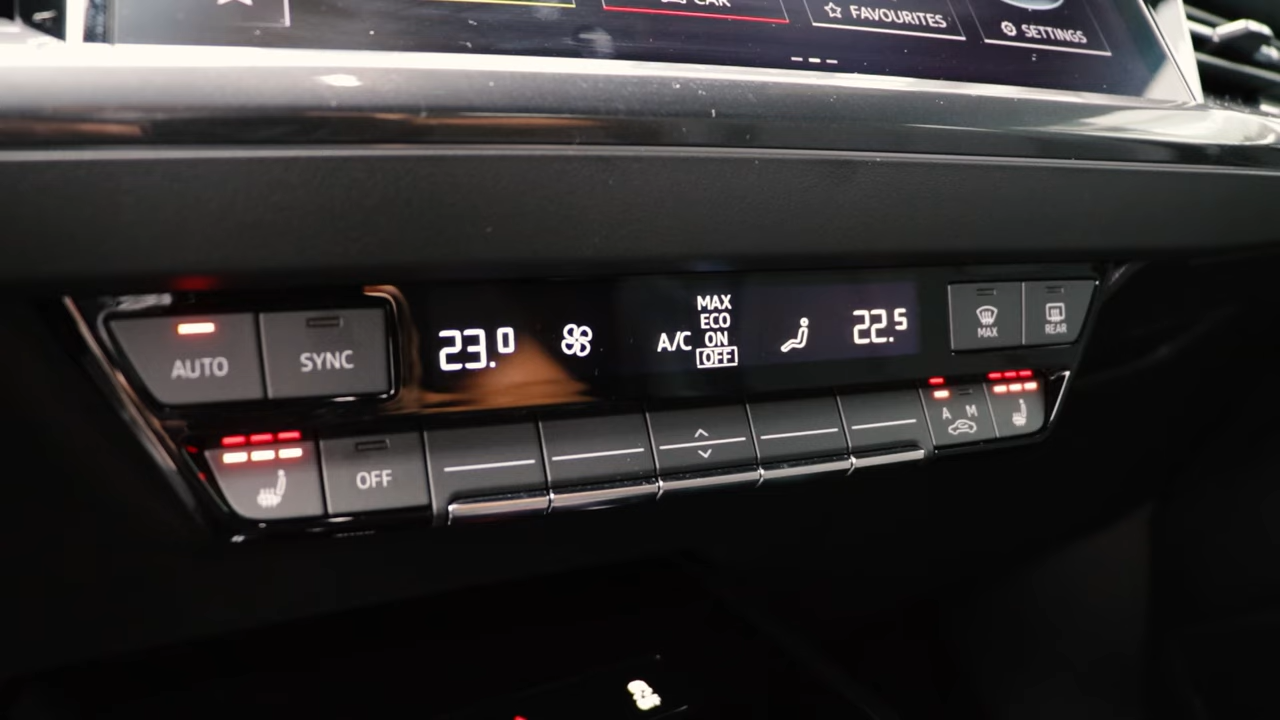 CAR
FAVOURITES
SETTINGS
AUTO
SYNC
23.0
A/C
MAX
ECO
ON
OFF
22.5
MAX
REAR
OFF
A M